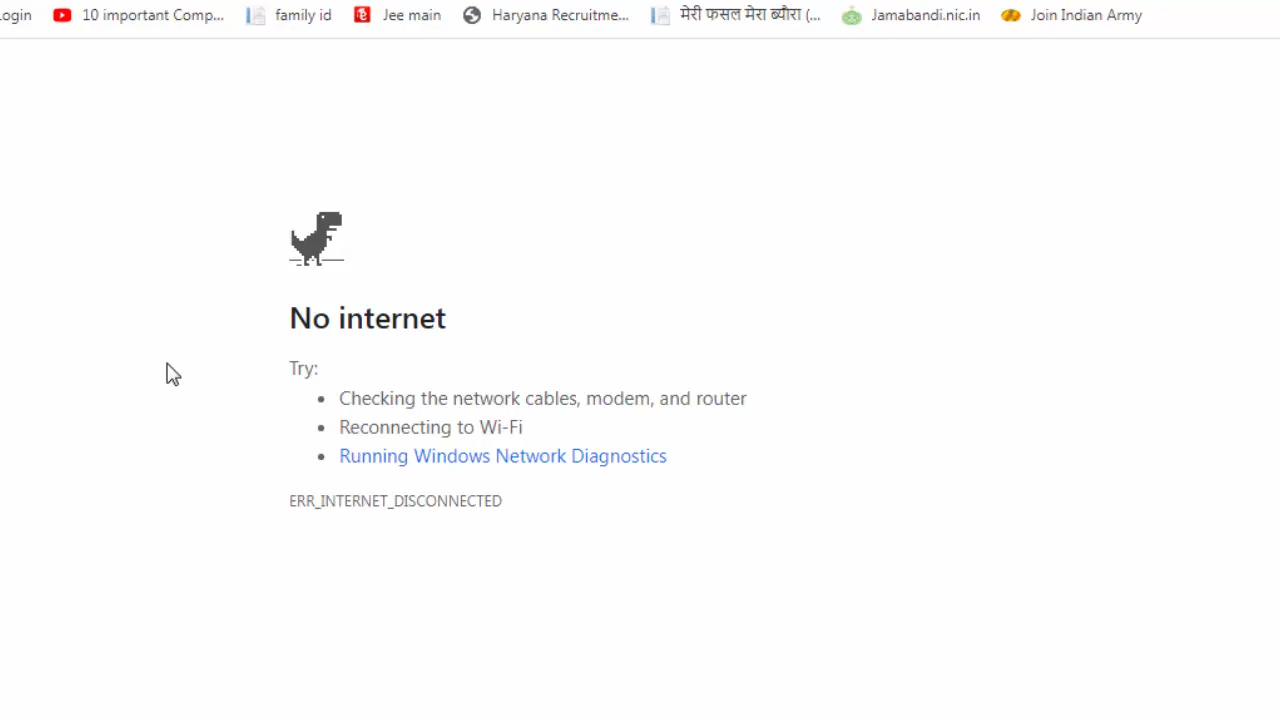 ogin 10 important Comp... family id Jee main Haryana Recruitme... मेरी फसल मेरा ब्यौरा (... Jamabandi.nic.in Join Indian Army
No internet
Try:
Checking the network cables, modem, and router
Reconnecting to Wi-Fi
Running Windows Network Diagnostics
ERR_INTERNET_DISCONNECTED